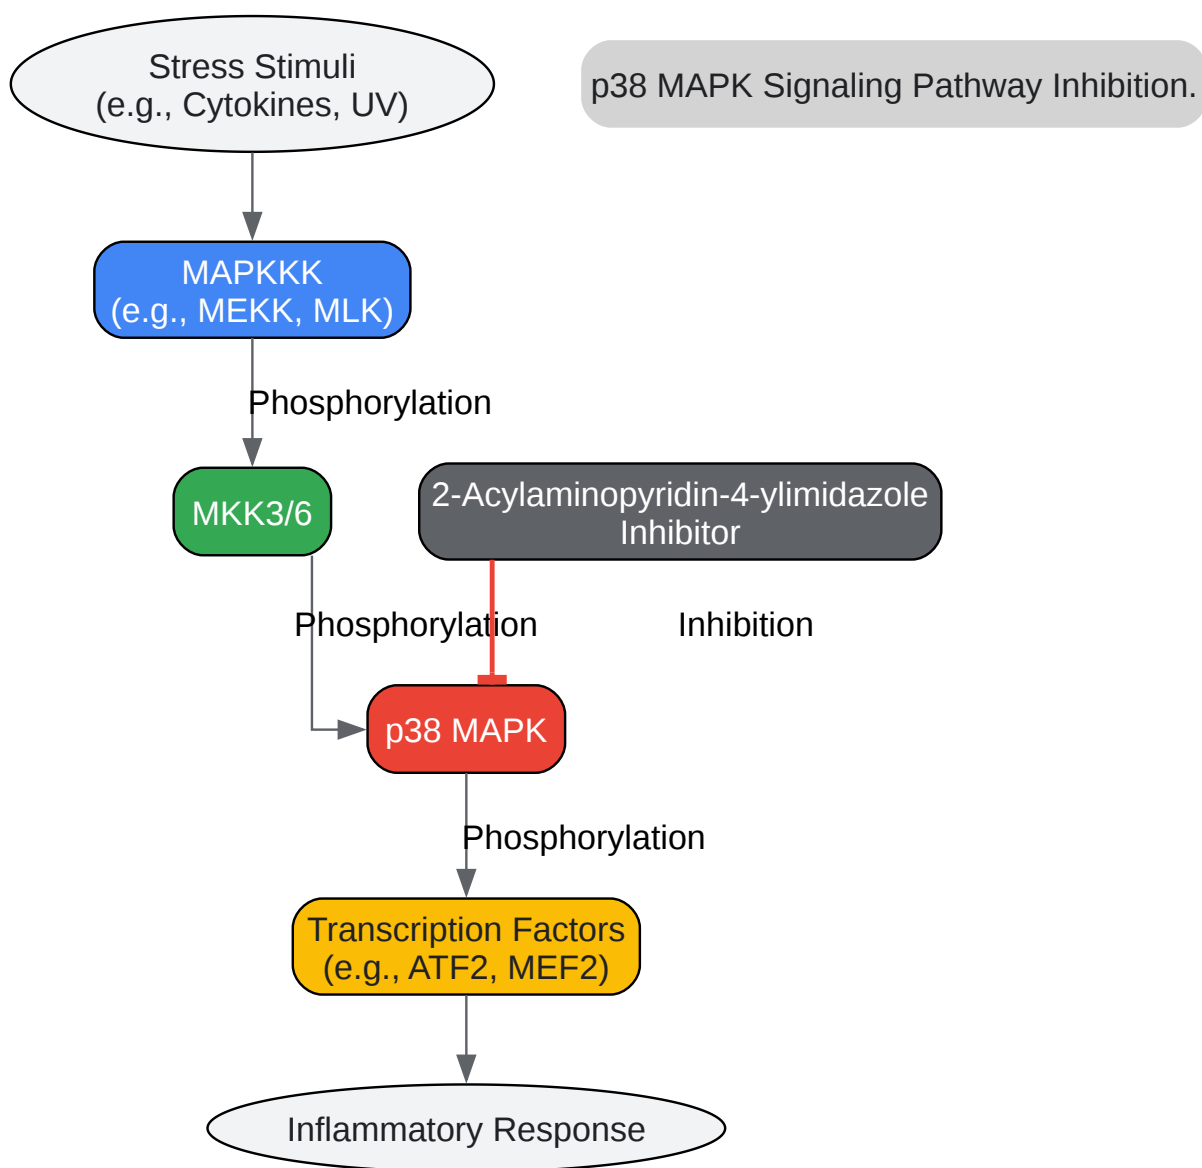 Stress Stimuli
(e.g., Cytokines, UV)
p38 MAPK Signaling Pathway Inhibition.
MAPKKK
(e.g., MEKK, MLK)
Phosphorylation
MKK3/6
2-Acylaminopyridin-4-ylimidazole
Inhibitor
Phosphorylation
Inhibition
p38 MAPK
Phosphorylation
Transcription Factors
(e.g., ATF2, MEF2)
Inflammatory Response